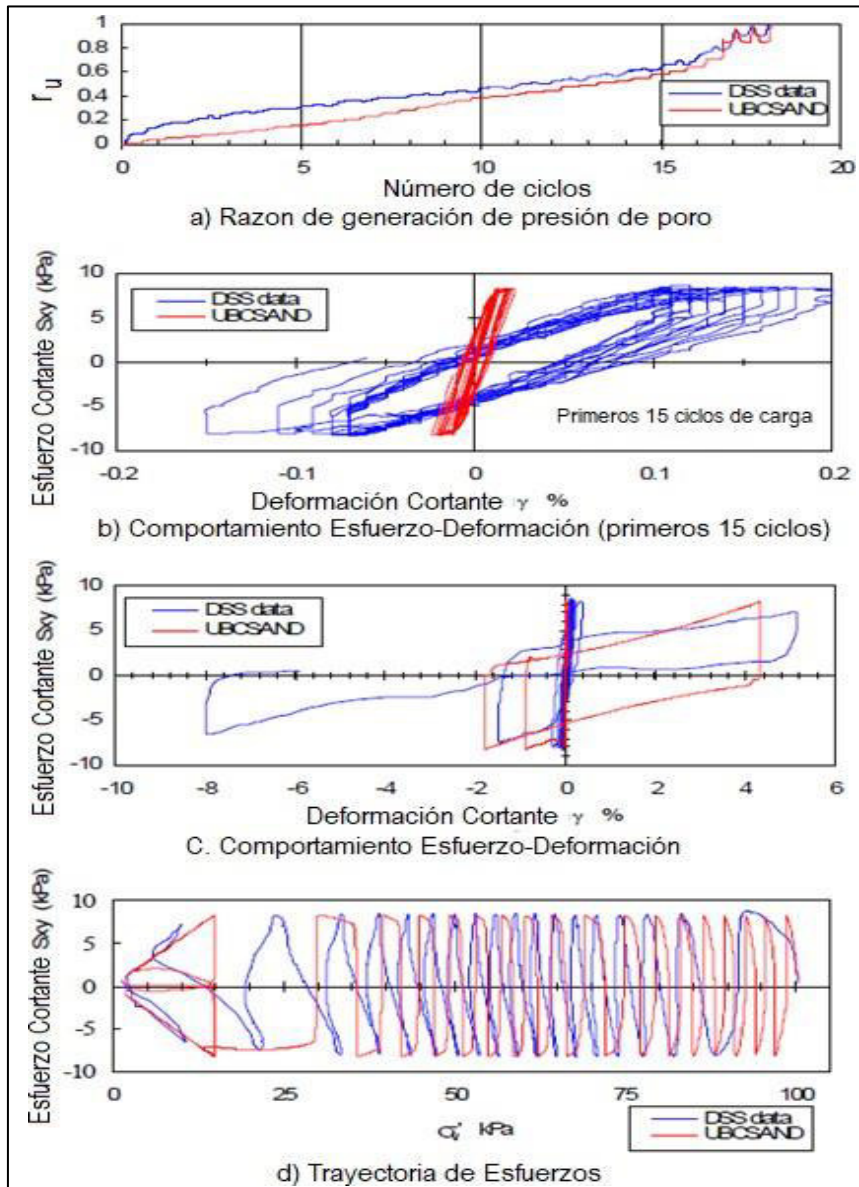 1
0.8
0.6
0.4
0.2
0
r_u
DSS data
UBCSAND
0 5 10 15 20
Número de ciclos
a) Razon de generación de presión de poro
Esfuerzo Cortante Sxy (kPa)
10
5
0
-5
-10
DSS data
UBCSAND
Primeros 15 ciclos de carga
-0.2 -0.1 0 0.1 0.2
Deformación Cortante γ %
b) Comportamiento Esfuerzo-Deformación (primeros 15 ciclos)
Esfuerzo Cortante Sxy (kPa)
10
5
0
-5
-10
DSS data
UBCSAND
-10 -8 -6 -4 -2 0 2 4 6
Deformación Cortante γ %
C. Comportamiento Esfuerzo-Deformación
Esfuerzo Cortante Sxy (kPa)
10
5
0
-5
-10
0 25 50 75 100
σᵥ' kPa
DSS data
UBCSAND
d) Trayectoria de Esfuerzos